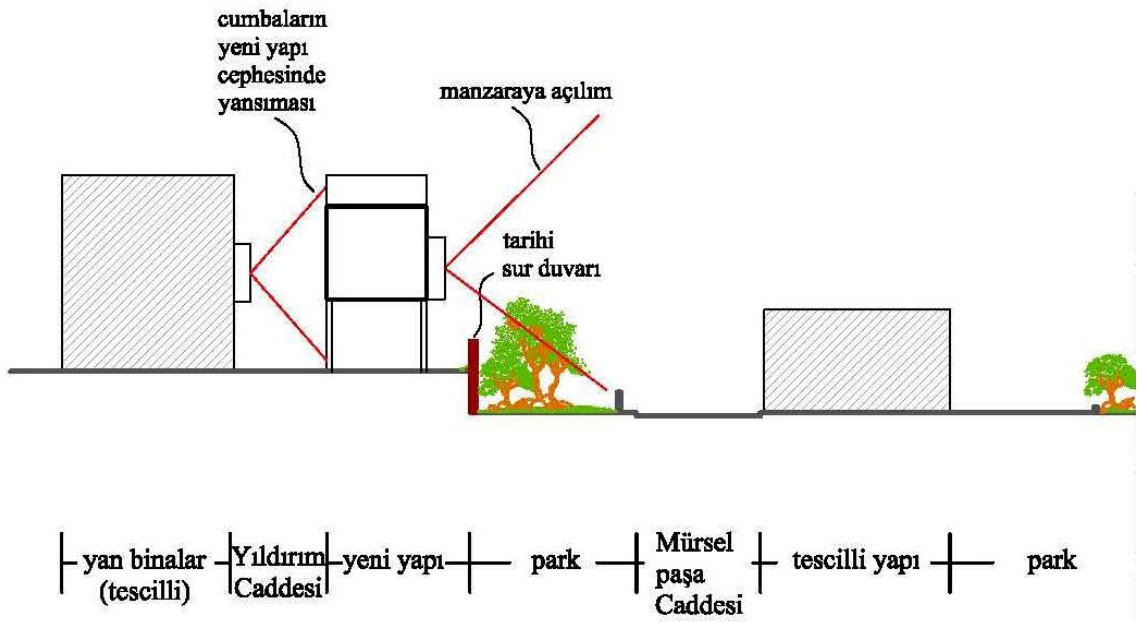 cumbaların
yeni yapı
cephesinde
yansıması
manzaraya açılım
tarihi
sur duvarı
yan binalar
(tescilli)
Yıldırım
Caddesi
yeni yapı
park
Mürsel
paşa
Caddesi
tescilli yapı
park